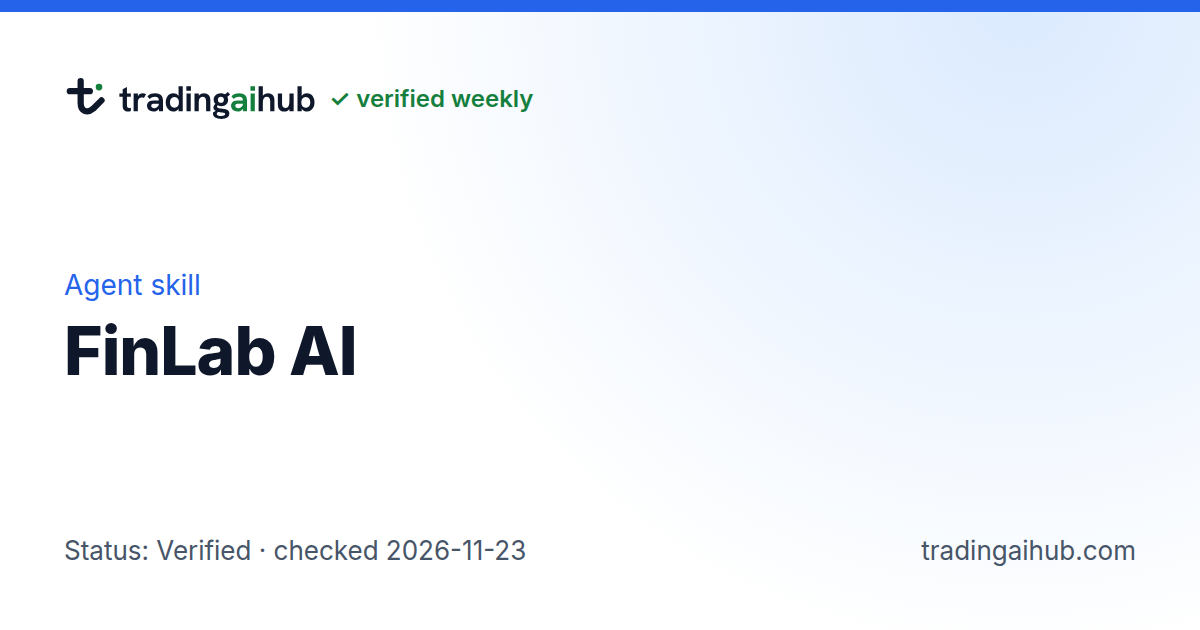 tradingaihub ✓ verified weekly
Agent skill
FinLab AI
Status: Verified · checked 2026-11-23
tradingaihub.com